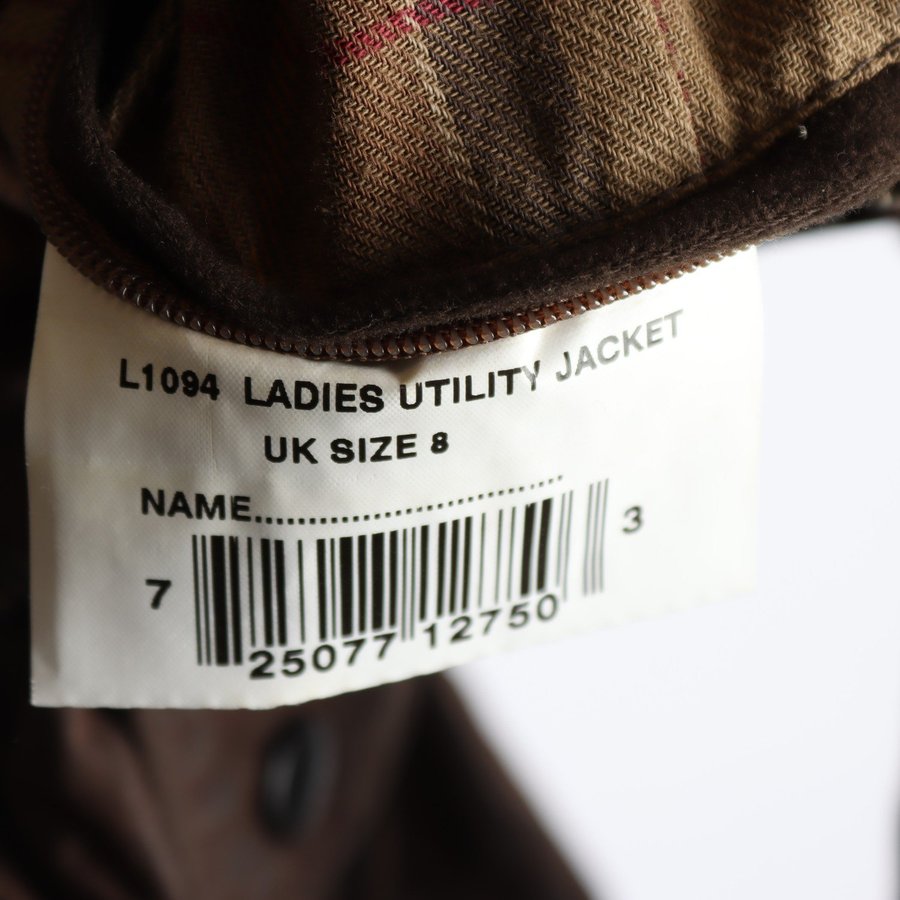 L1094 LADIES UTILITY JACKET
UK SIZE 8
NAME...................................
7 25077 12750 3